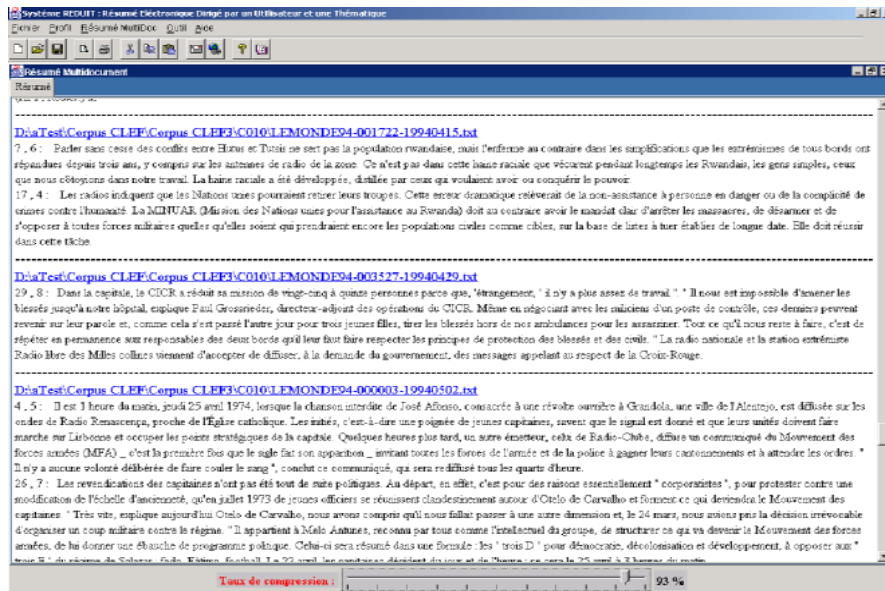 Système REDUIT : Résumé Eléctronique Dirigé par un Utilisateur et une Thématique
Fichier Profil Résumé MultiDoc Outil Aide
Résumé Multidocument
Résumé
D:\aTest\Corpus CLEF\Corpus CLEF3\C010\LEMONDE94-001722-19940415.txt
7 , 6 : Parler sans cesse des conflits entre Hutus et Tutsis ne sert pas la population rwandaise, mais l'enferme au contraire dans les simplifications que les extrémismes de tous bords ont
répandues depuis trois ans, y compris sur les antennes de radio de la zone. Ce n'est pas dans cette haine raciale que vécurent pendant longtemps les Rwandais, les gens simples, ceux
que nous côtoyons dans notre travail. La haine raciale a été développée, distillée par ceux qui voulaient avoir ou conquérir le pouvoir.
17 , 4 : Les radios indiquent que les Nations unies pourraient retirer leurs troupes. Cette erreur dramatique relèverait de la non-assistance à personne en danger ou de la complicité de
crimes contre l'humanité. La MINUAR (Mission des Nations unies pour l'assistance au Rwanda) doit au contraire avoir le mandat clair d'arrêter les massacres, de désarmer et de
s'opposer à toutes forces militaires quelles qu'elles soient qui prendraient encore les populations civiles comme cibles, sur la base de listes à tuer établies de longue date. Elle doit réussir
dans cette tâche.
D:\aTest\Corpus CLEF\Corpus CLEF3\C010\LEMONDE94-003527-19940429.txt
29 , 8 : Dans la capitale, le CICR a réduit sa mission de vingt-cinq à quinze personnes parce que, "étrangement, " il n'y a plus assez de travail ". " Il nous est impossible d'amener les
blessés jusqu'à notre hôpital, explique Paul Grossrieder, directeur-adjoint des opérations du CICR. Même en négociant avec les miliciens d'un poste de contrôle, ces derniers peuvent
revenir sur leur parole et, comme cela s'est passé l'autre jour pour trois jeunes filles, tirer les blessés hors de nos ambulances pour les assassiner. Tout ce qu'il nous reste à faire, c'est de
répéter en permanence aux responsables des deux bords qu'il leur faut faire respecter les principes de protection des blessés et des civils. " La radio nationale et la station extrémiste
Radio libre des Milles collines viennent d'accepter de diffuser, à la demande du gouvernement, des messages appelant au respect de la Croix-Rouge.
D:\aTest\Corpus CLEF\Corpus CLEF3\C010\LEMONDE94-000003-19940502.txt
4 , 5 : Il est 1 heure du matin, jeudi 25 avril 1974, lorsque la chanson interdite de José Afonso, consacrée à une révolte ouvrière à Grandola, une ville de l'Alentejo, est diffusée sur les
ondes de Radio Renascença, proche de l'Église catholique. Les initiés, c'est-à-dire une poignée de jeunes capitaines, savent que le signal est donné et que leurs unités doivent faire
marche sur Lisbonne et occuper les points stratégiques de la capitale. Quelques heures plus tard, un autre émetteur, celui de Radio-Clube, diffuse un communiqué du Mouvement des
forces armées (MFA) _ c'est la première fois que le sigle fait son apparition _ invitant toutes les forces de l'armée et de la police à gagner leurs cantonnements et à attendre les ordres. "
Il n'y a aucune volonté délibérée de faire couler le sang ", conclut ce communiqué, qui sera rediffusé tous les quarts d'heure.
26 , 7 : Les revendications des capitaines n'ont pas été tout de suite politiques. Au départ, en effet, c'est pour des raisons essentiellement " corporatistes ", pour protester contre une
modification de l'échelle d'ancienneté, qu'en juillet 1973 de jeunes officiers se réunissent clandestinement autour d'Otelo de Carvalho et forment ce qui deviendra le Mouvement des
capitaines. " Très vite, explique aujourd'hui Otelo de Carvalho, nous avons compris qu'il nous fallait passer à une autre dimension et, le 24 mars, nous avions pris la décision irrévocable
d'organiser un coup militaire contre le régime. " Il appartient à Melo Antunes, reconnu par tous comme l'intellectuel du groupe, de structurer ce qui va devenir le Mouvement des forces
armées, de lui donner une ébauche de programme politique. Celui-ci sera résumé dans une formule : les " trois D " pour démocratie, décolonisation et développement, à opposer aux "
trois F " du régime de Salazar : fado, Fátima, football. Le 23 avril, les capitaines décident du jour et de l'heure : ce sera le 25 avril à 3 heures du matin.
Taux de compression : 93 %